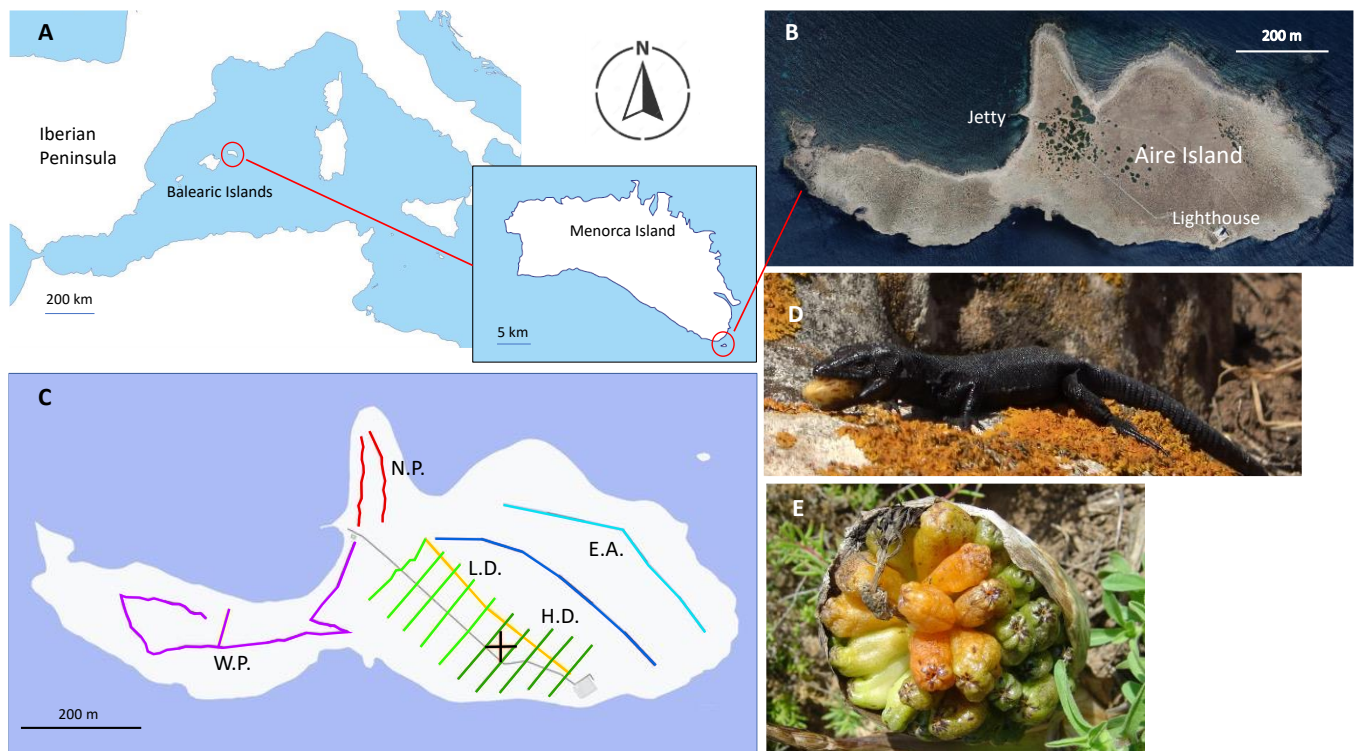 A
N
Iberian
Peninsula
Balearic Islands
200 km
Menorca Island
5 km
B
200 m
Jetty
Aire Island
Lighthouse
C
N.P.
E.A.
L.D.
H.D.
W.P.
200 m
D
E